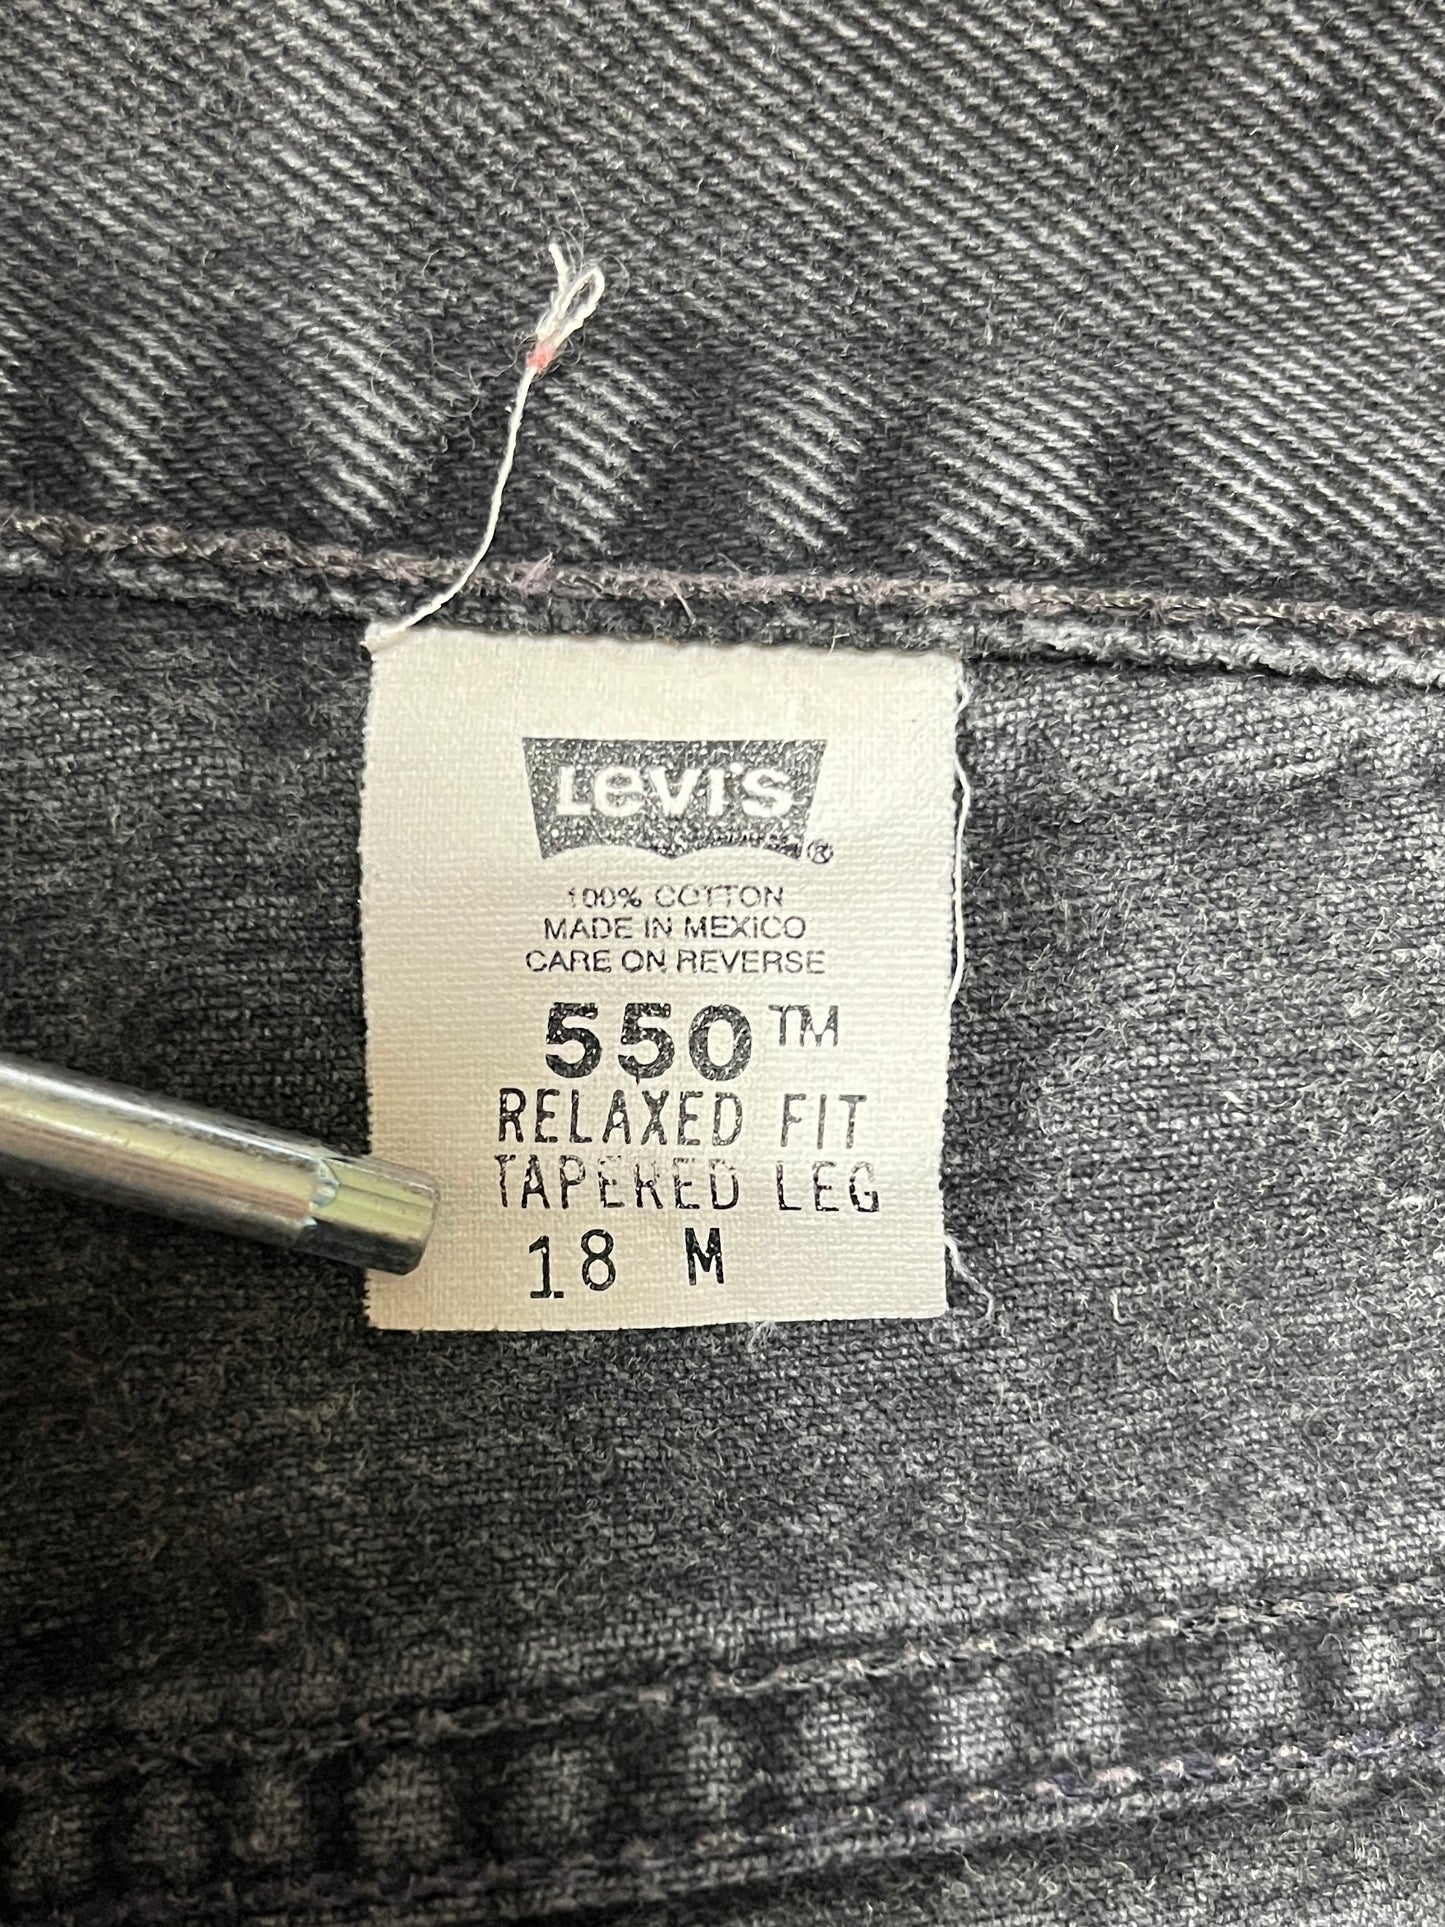 LEVI'S®
100% COTTON
MADE IN MEXICO
CARE ON REVERSE
550™
RELAXED FIT
TAPERED LEG
18 M